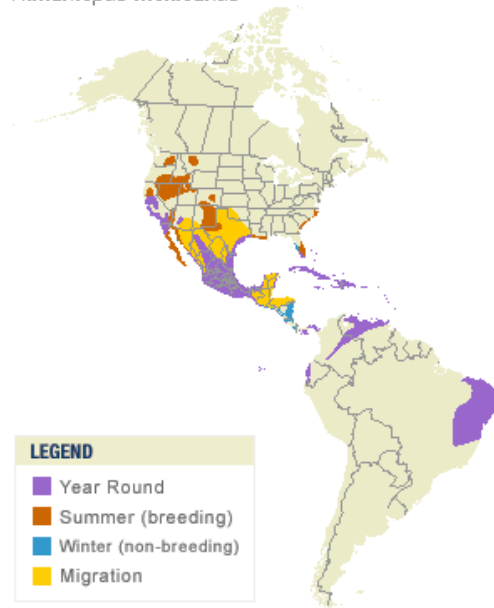 LEGEND
Year Round
Summer (breeding)
Winter (non-breeding)
Migration